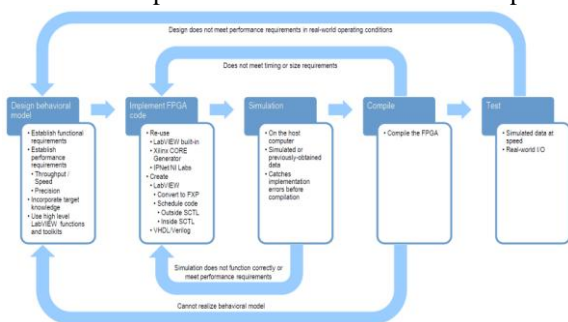 Design does not meet performance requirements in real-world operating conditions
Does not meet timing or size requirements
Design behavioral
model
• Establish functional
requirements
• Establish
performance
requirements
• Throughput /
Speed
• Precision
• Incorporate target
knowledge
• Use high level
LabVIEW functions
and toolkits
Implement FPGA
code
• Re-use
• LabVIEW built-in
• Xilinx CORE
Generator
• IPNet/NI Labs
• Create
• LabVIEW
• Convert to FXP
• Schedule code
• Outside SCTL
• Inside SCTL
• VHDL/Verilog
Simulation
• On the host
computer
• Simulated or
previously-obtained
data
• Catches
implementation
errors before
compilation
Compile
• Compile the FPGA
Test
• Simulated data at
speed
• Real-world I/O
Simulation does not function correctly or
meet performance requirements
Cannot realize behavioral model